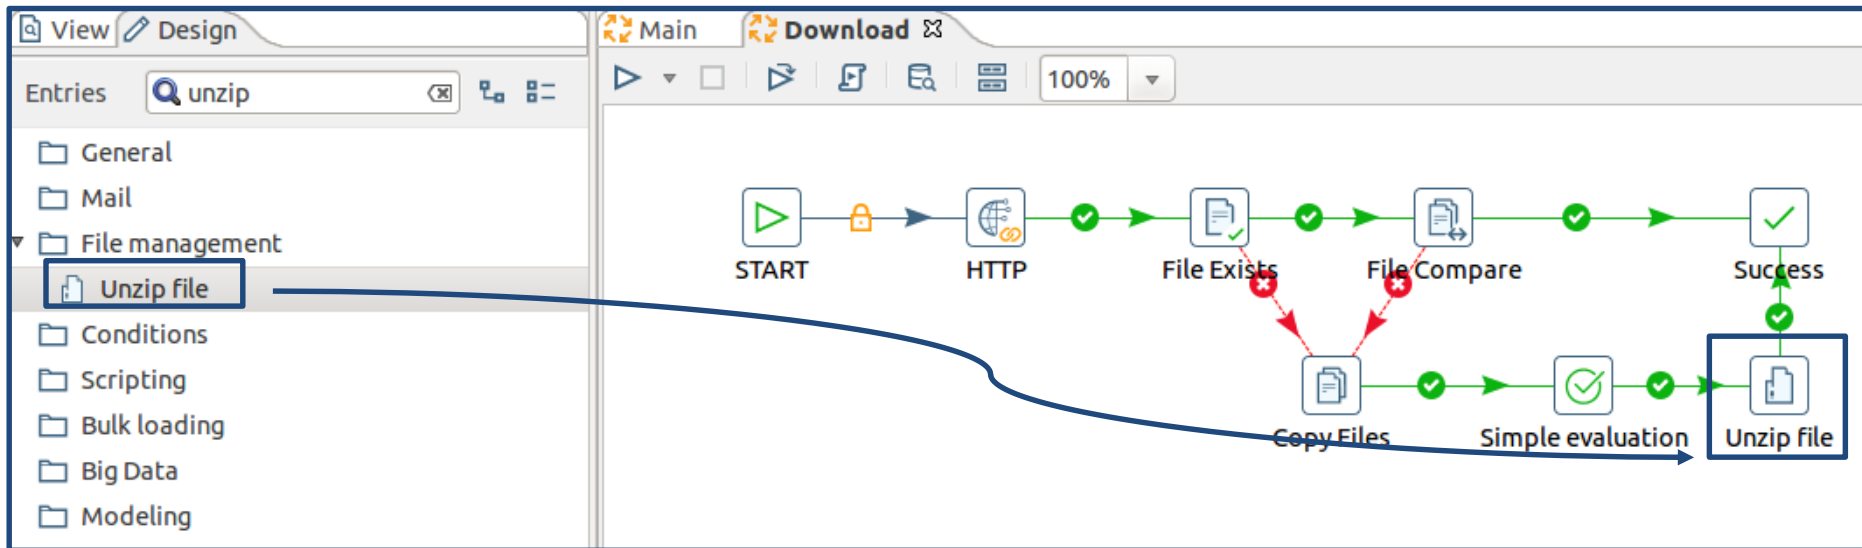 View Design
Entries unzip
General
Mail
File management
Unzip file
Conditions
Scripting
Bulk loading
Big Data
Modeling
Main Download
100%
START HTTP File Exists File Compare Success
Copy Files Simple evaluation Unzip file